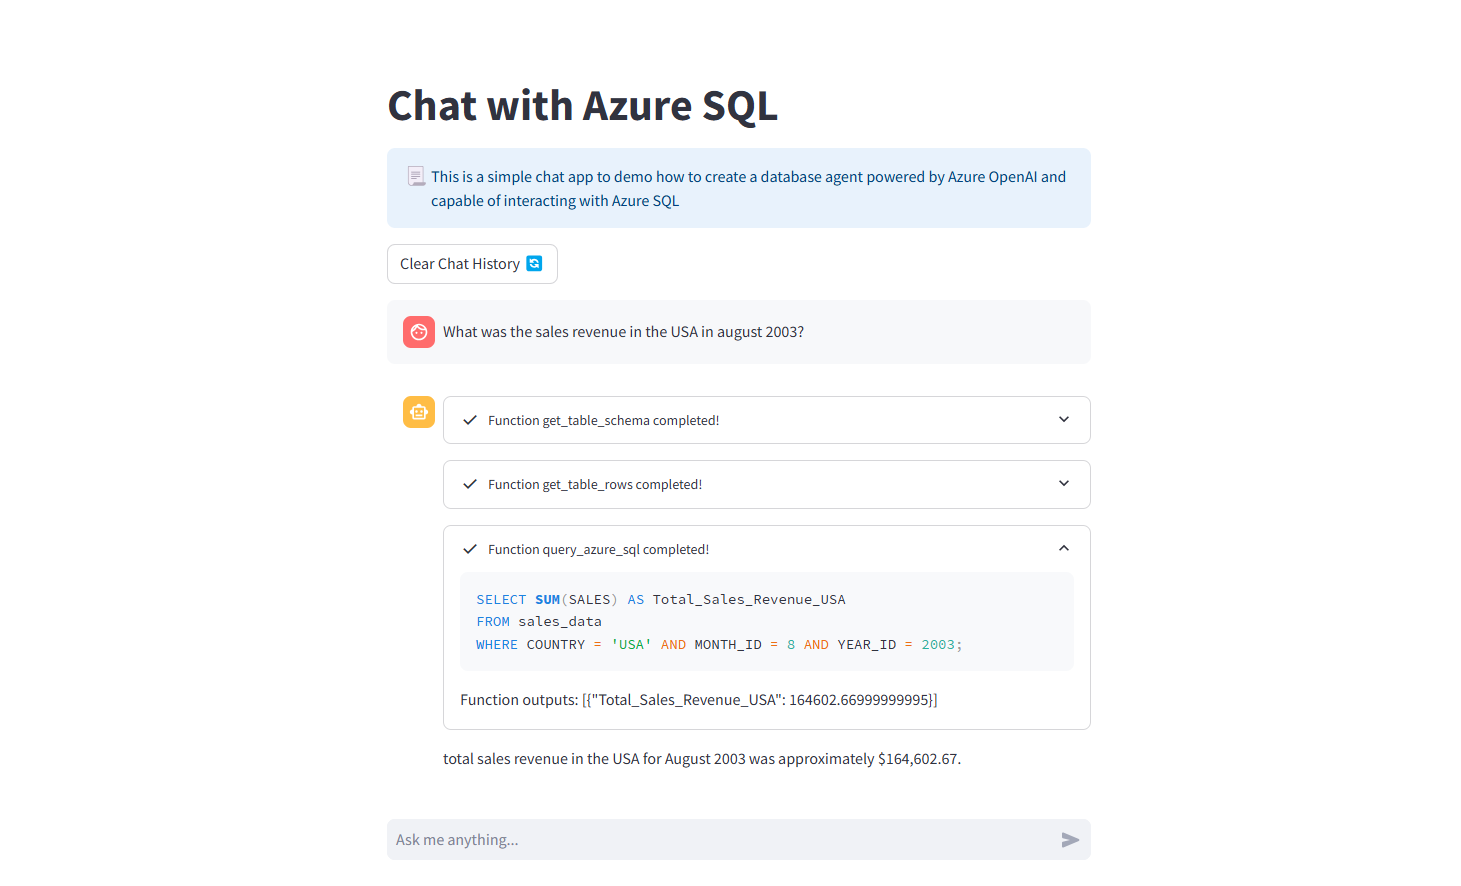 Chat with Azure SQL
This is a simple chat app to demo how to create a database agent powered by Azure OpenAI and
capable of interacting with Azure SQL
Clear Chat History
What was the sales revenue in the USA in august 2003?
Function get_table_schema completed!
Function get_table_rows completed!
Function query_azure_sql completed!
SELECT SUM(SALES) AS Total_Sales_Revenue_USA
FROM sales_data
WHERE COUNTRY = 'USA' AND MONTH_ID = 8 AND YEAR_ID = 2003;
Function outputs: [{"Total_Sales_Revenue_USA": 164602.66999999995}]
total sales revenue in the USA for August 2003 was approximately $164,602.67.
Ask me anything...